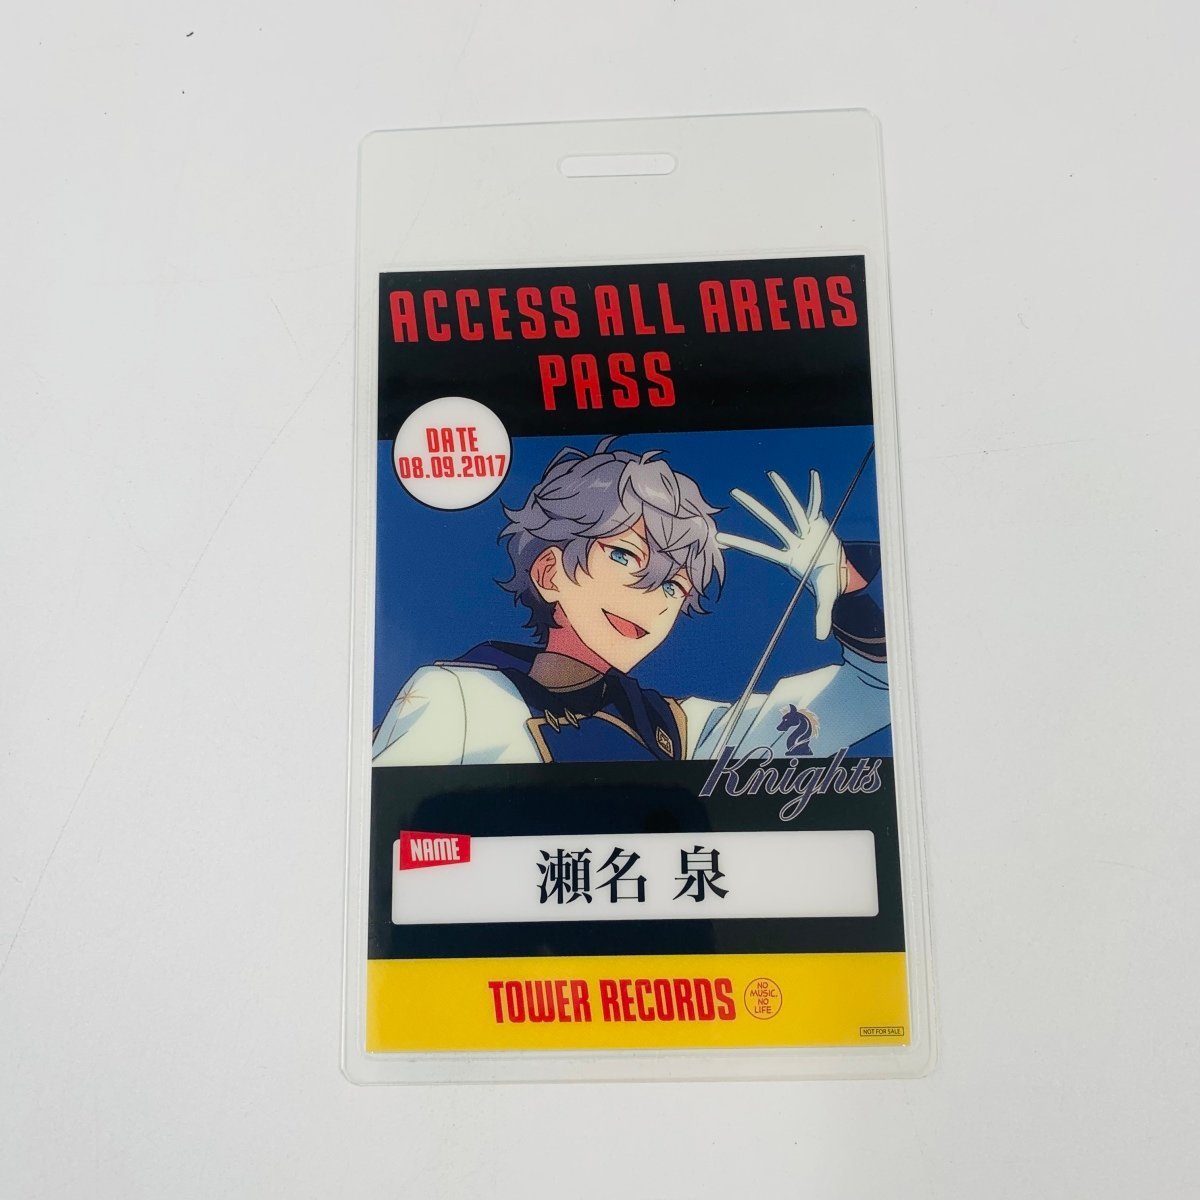 ACCESS ALL AREAS
PASS
DATE
08.09.2017
Knights
NAME
瀬名 泉
TOWER RECORDS
NO
MUSIC.
NO
LIFE.
NOT FOR SALE